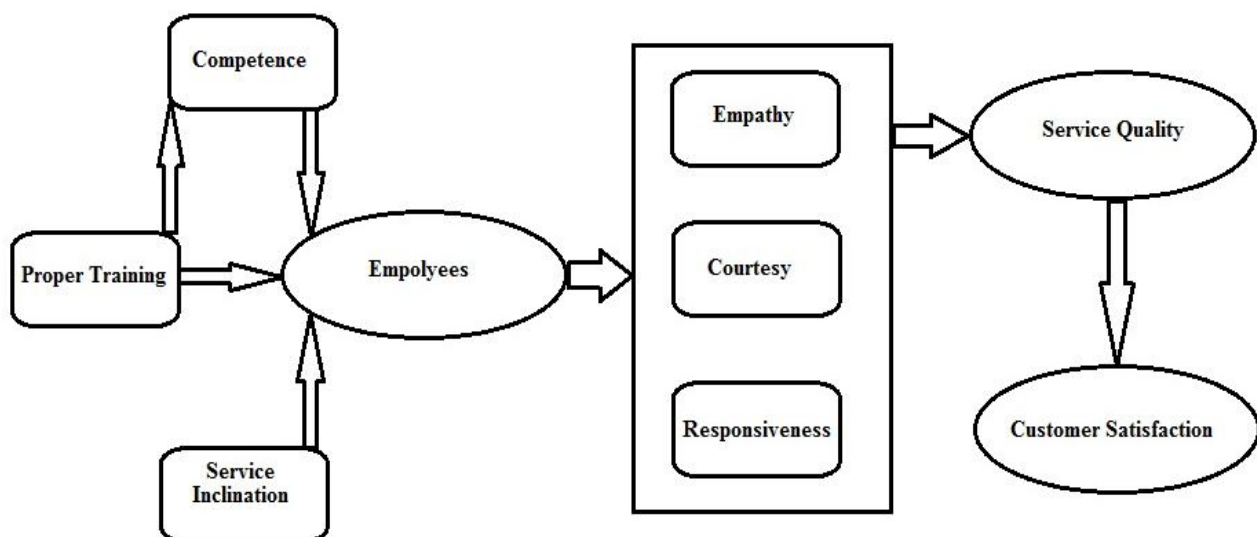 Competence
Empathy
Service Quality
Proper Training
Empolyees
Courtesy
Responsiveness
Customer Satisfaction
Service
Inclination